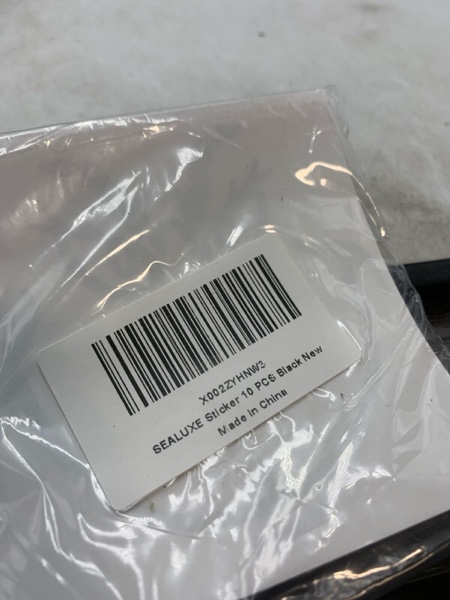 X002ZYHNW3
SEALUXE Sticker 10 PCS Black New
Made in China